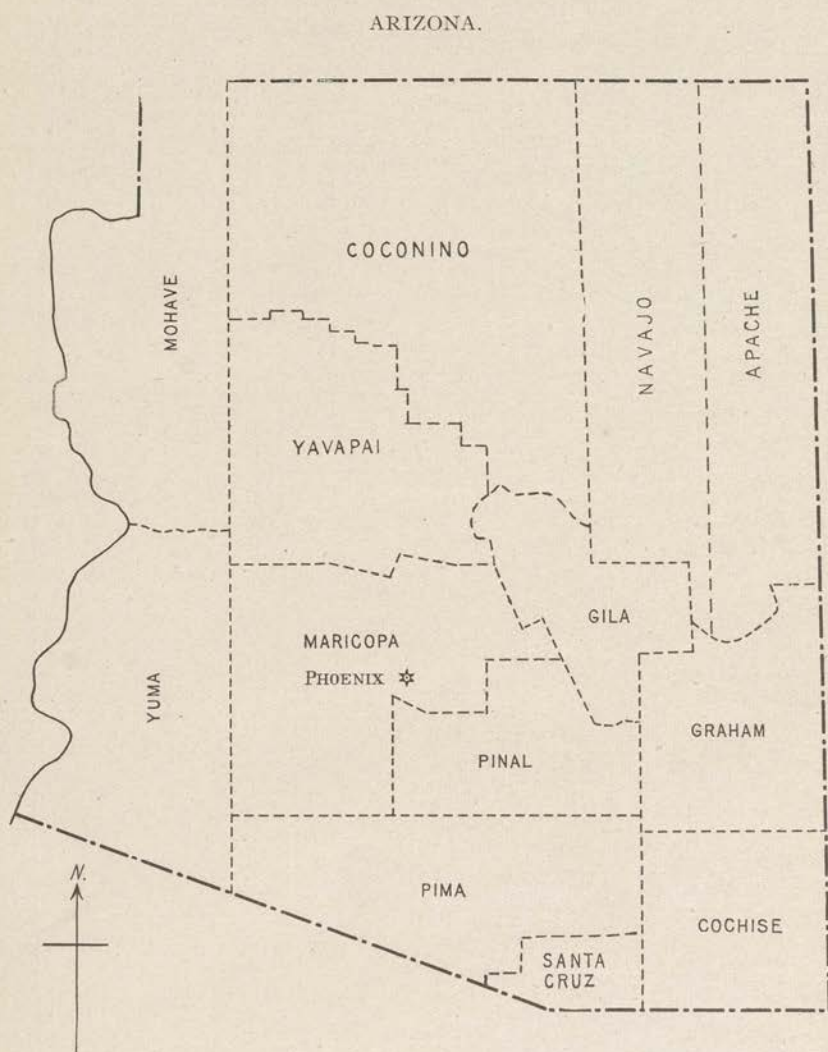 ARIZONA.
COCONINO
MOHAVE
NAVAJO
APACHE
YAVAPAI
GILA
MARICOPA
PHOENIX
YUMA
GRAHAM
PINAL
N.
PIMA
COCHISE
SANTA
CRUZ